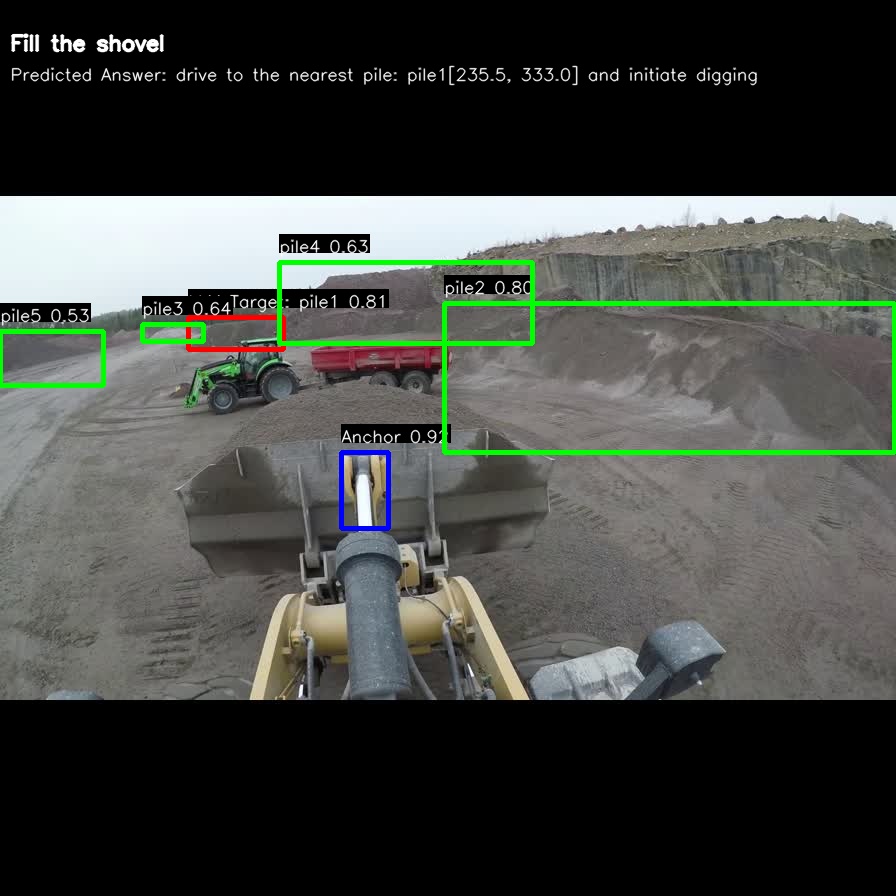 Fill the shovel
Predicted Answer: drive to the nearest pile: pile1[235.5, 333.0] and initiate digging
pile4 0.63
pile2 0.80
Target: pile1 0.81
pile3 0.64
pile5 0.53
Anchor 0.92